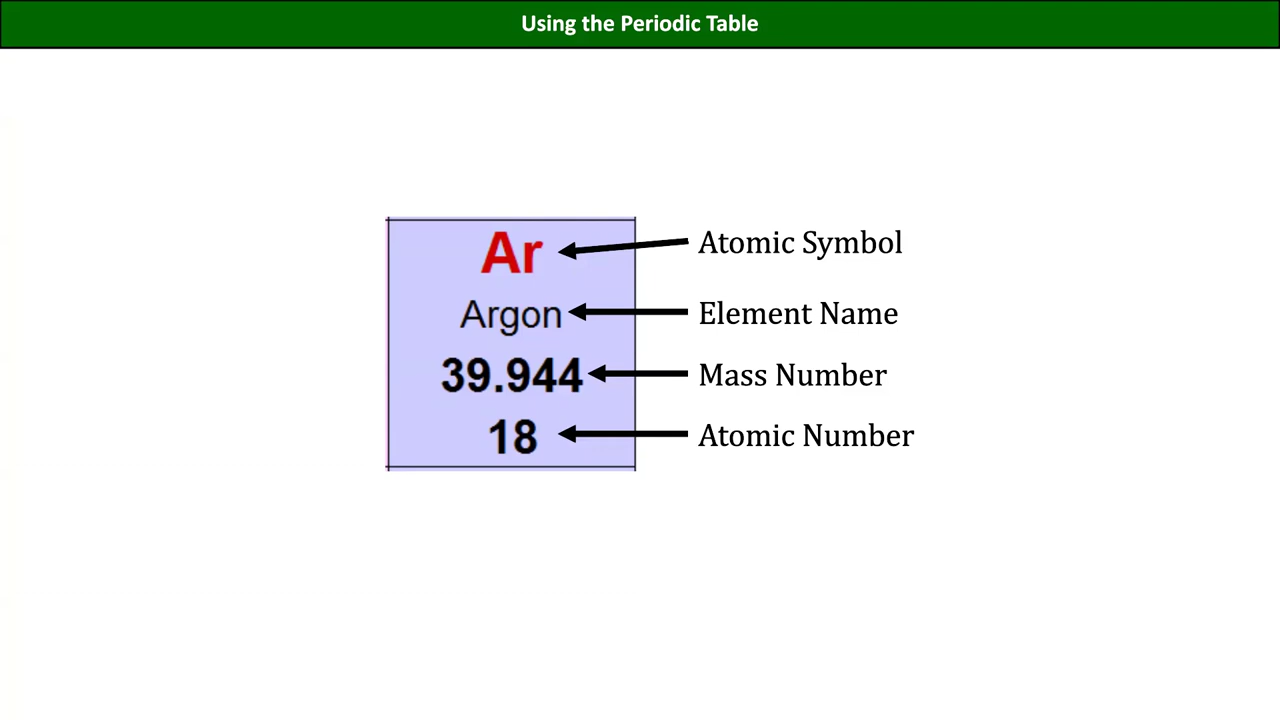 Using the Periodic Table
Ar
Atomic Symbol
Argon
Element Name
39.944
Mass Number
18
Atomic Number